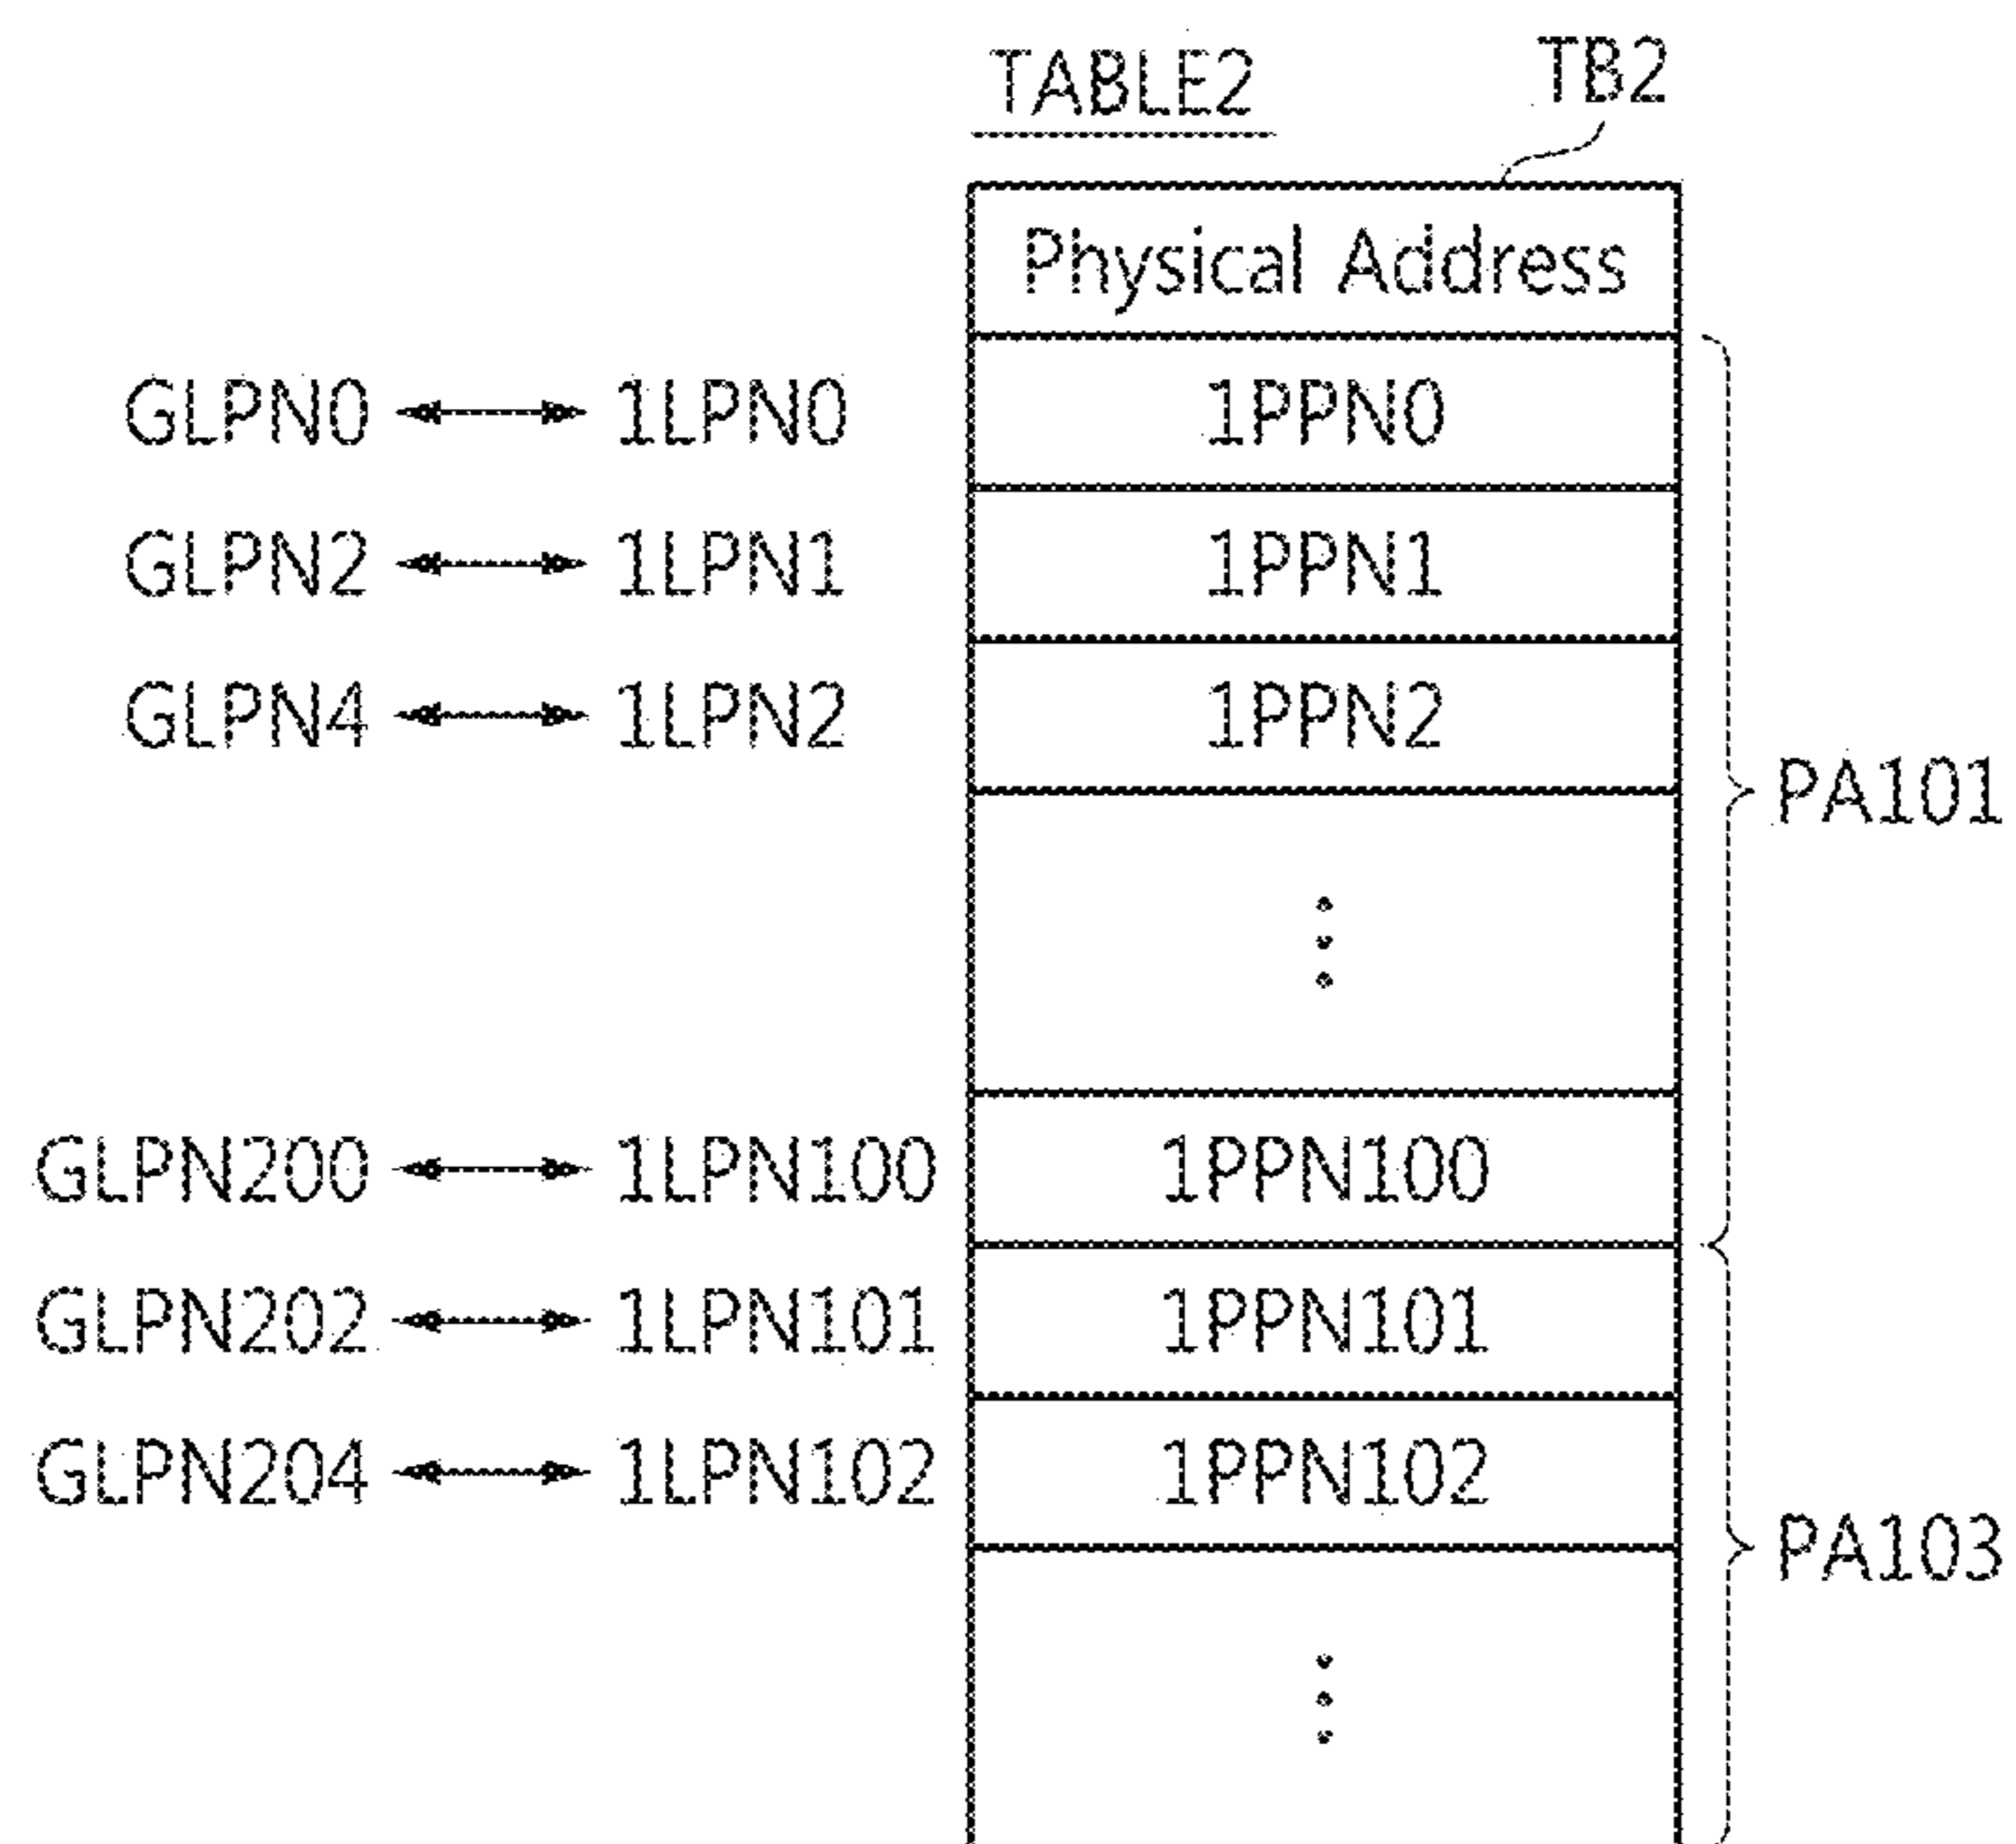 TABLE2 TB2
Physical Address
GLPN0 1LPN0 1PPN0
GLPN2 1LPN1 1PPN1
GLPN4 1LPN2 1PPN2
PA101
GLPN200 1LPN100 1PPN100
GLPN202 1LPN101 1PPN101
GLPN204 1LPN102 1PPN102
PA103